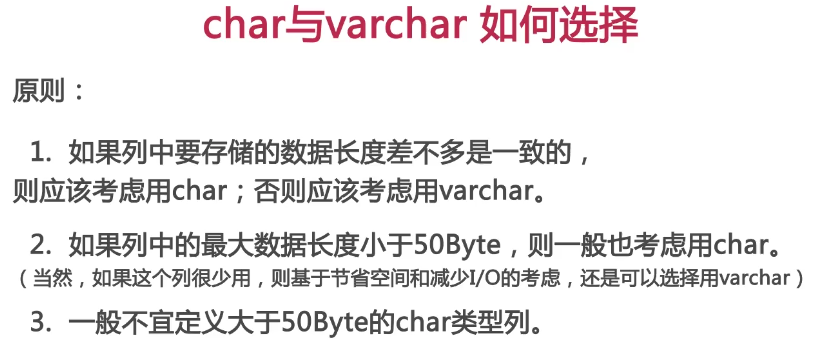 char与varchar 如何选择
原则：
1. 如果列中要存储的数据长度差不多是一致的，
则应该考虑用char；否则应该考虑用varchar。
2. 如果列中的最大数据长度小于50Byte，则一般也考虑用char。
（当然，如果这个列很少用，则基于节省空间和减少I/O的考虑，还是可以选择用varchar）
3. 一般不宜定义大于50Byte的char类型列。